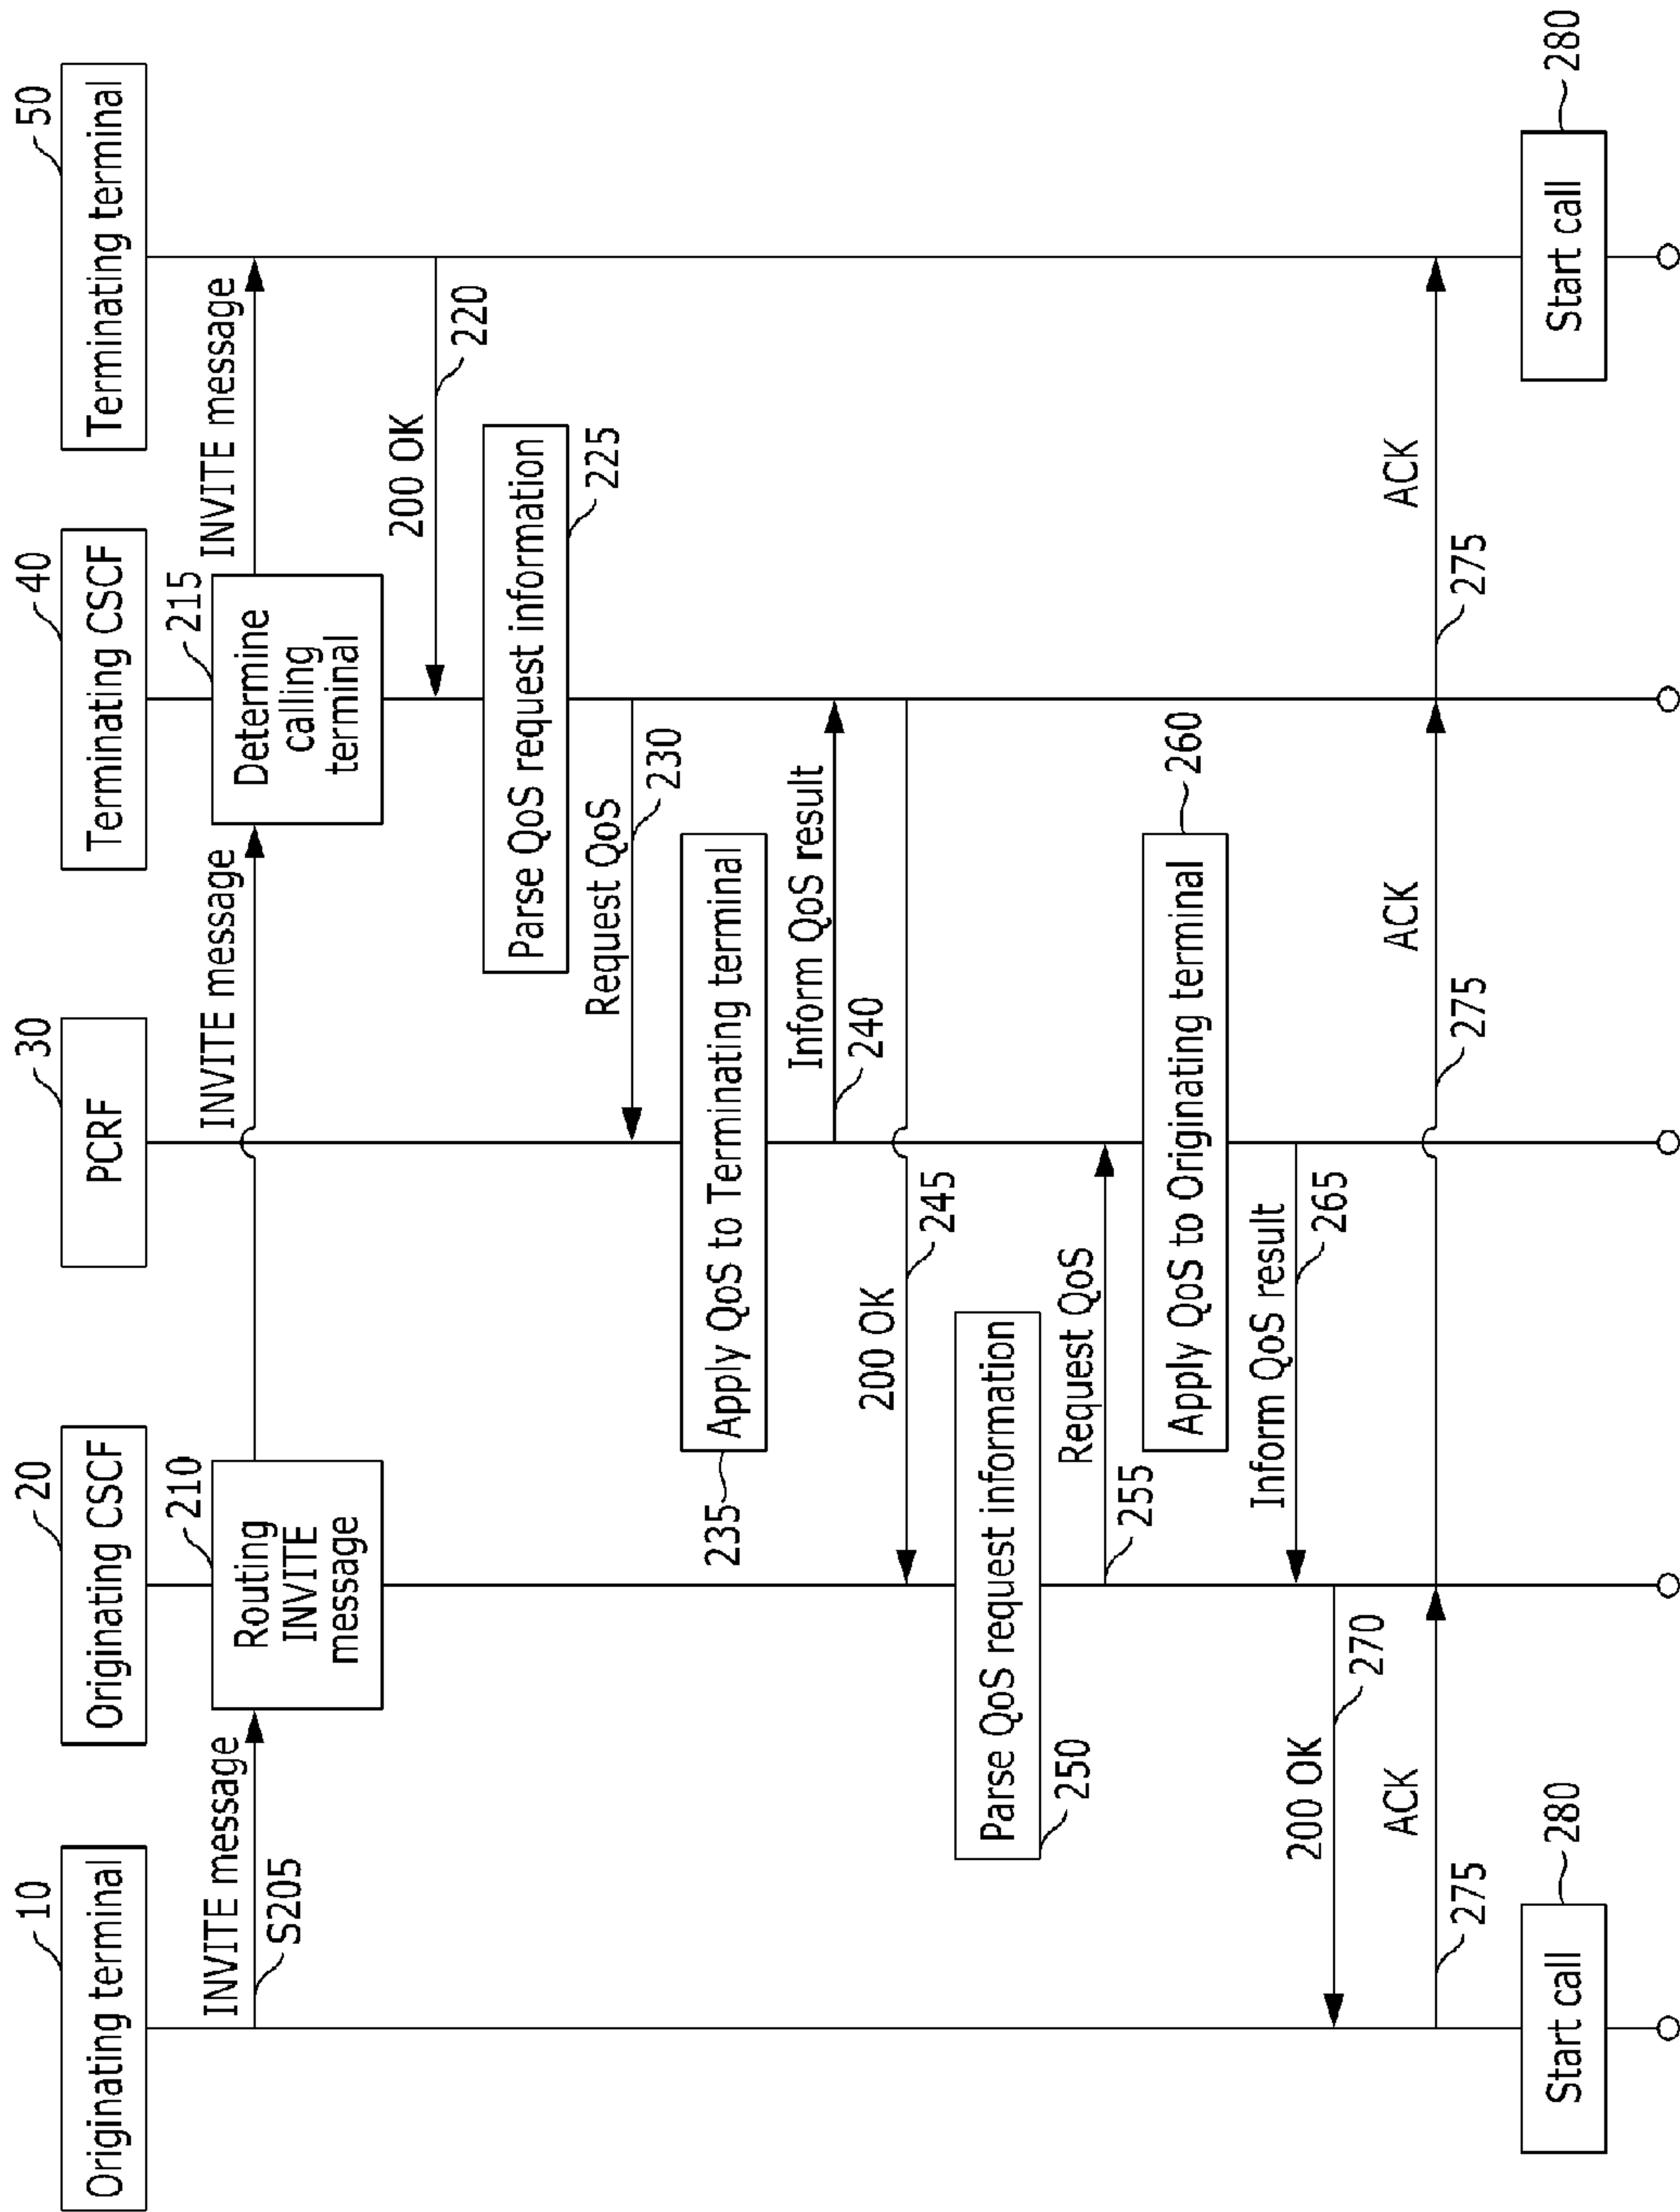 10
20
30
40
50
Originating terminal
Originating CSCF
PCRF
Terminating CSCF
Terminating terminal
INVITE message
S205
210
Routing
INVITE
message
INVITE message
215
Determine
calling
terminal
INVITE message
200 OK
220
Parse QoS request information
225
Request QoS
230
235
Apply QoS to Terminating terminal
Inform QoS result
240
200 OK
245
Parse QoS request information
250
Request QoS
255
Apply QoS to Originating terminal
260
Inform QoS result
265
200 OK
270
ACK
275
ACK
275
ACK
275
Start call
280
Start call
280